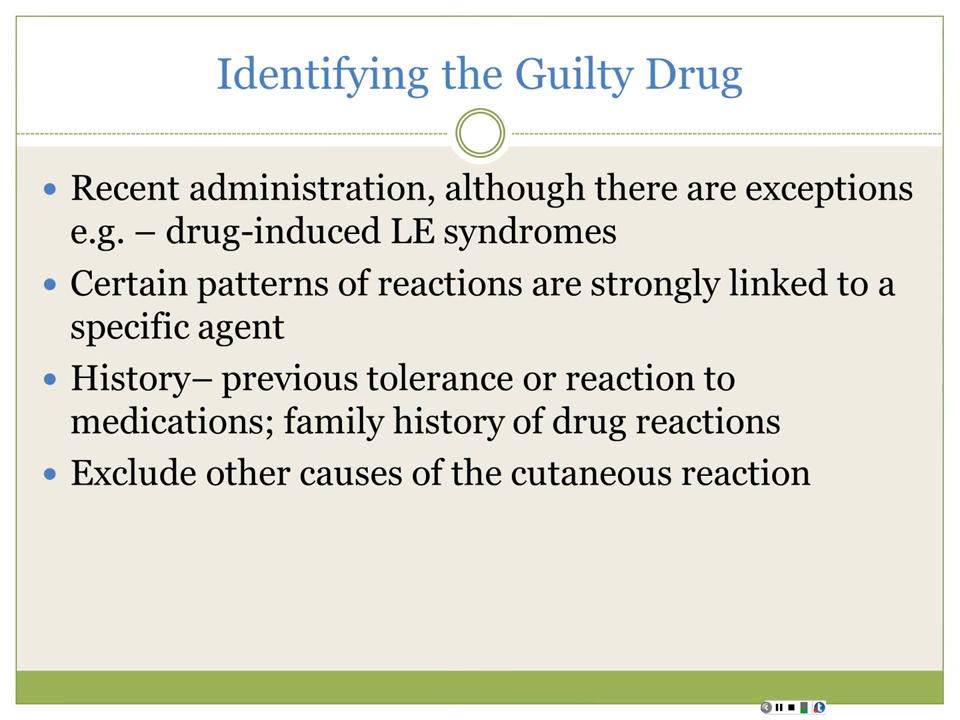 Identifying the Guilty Drug
Recent administration, although there are exceptions
e.g. – drug-induced LE syndromes
Certain patterns of reactions are strongly linked to a
specific agent
History– previous tolerance or reaction to
medications; family history of drug reactions
Exclude other causes of the cutaneous reaction